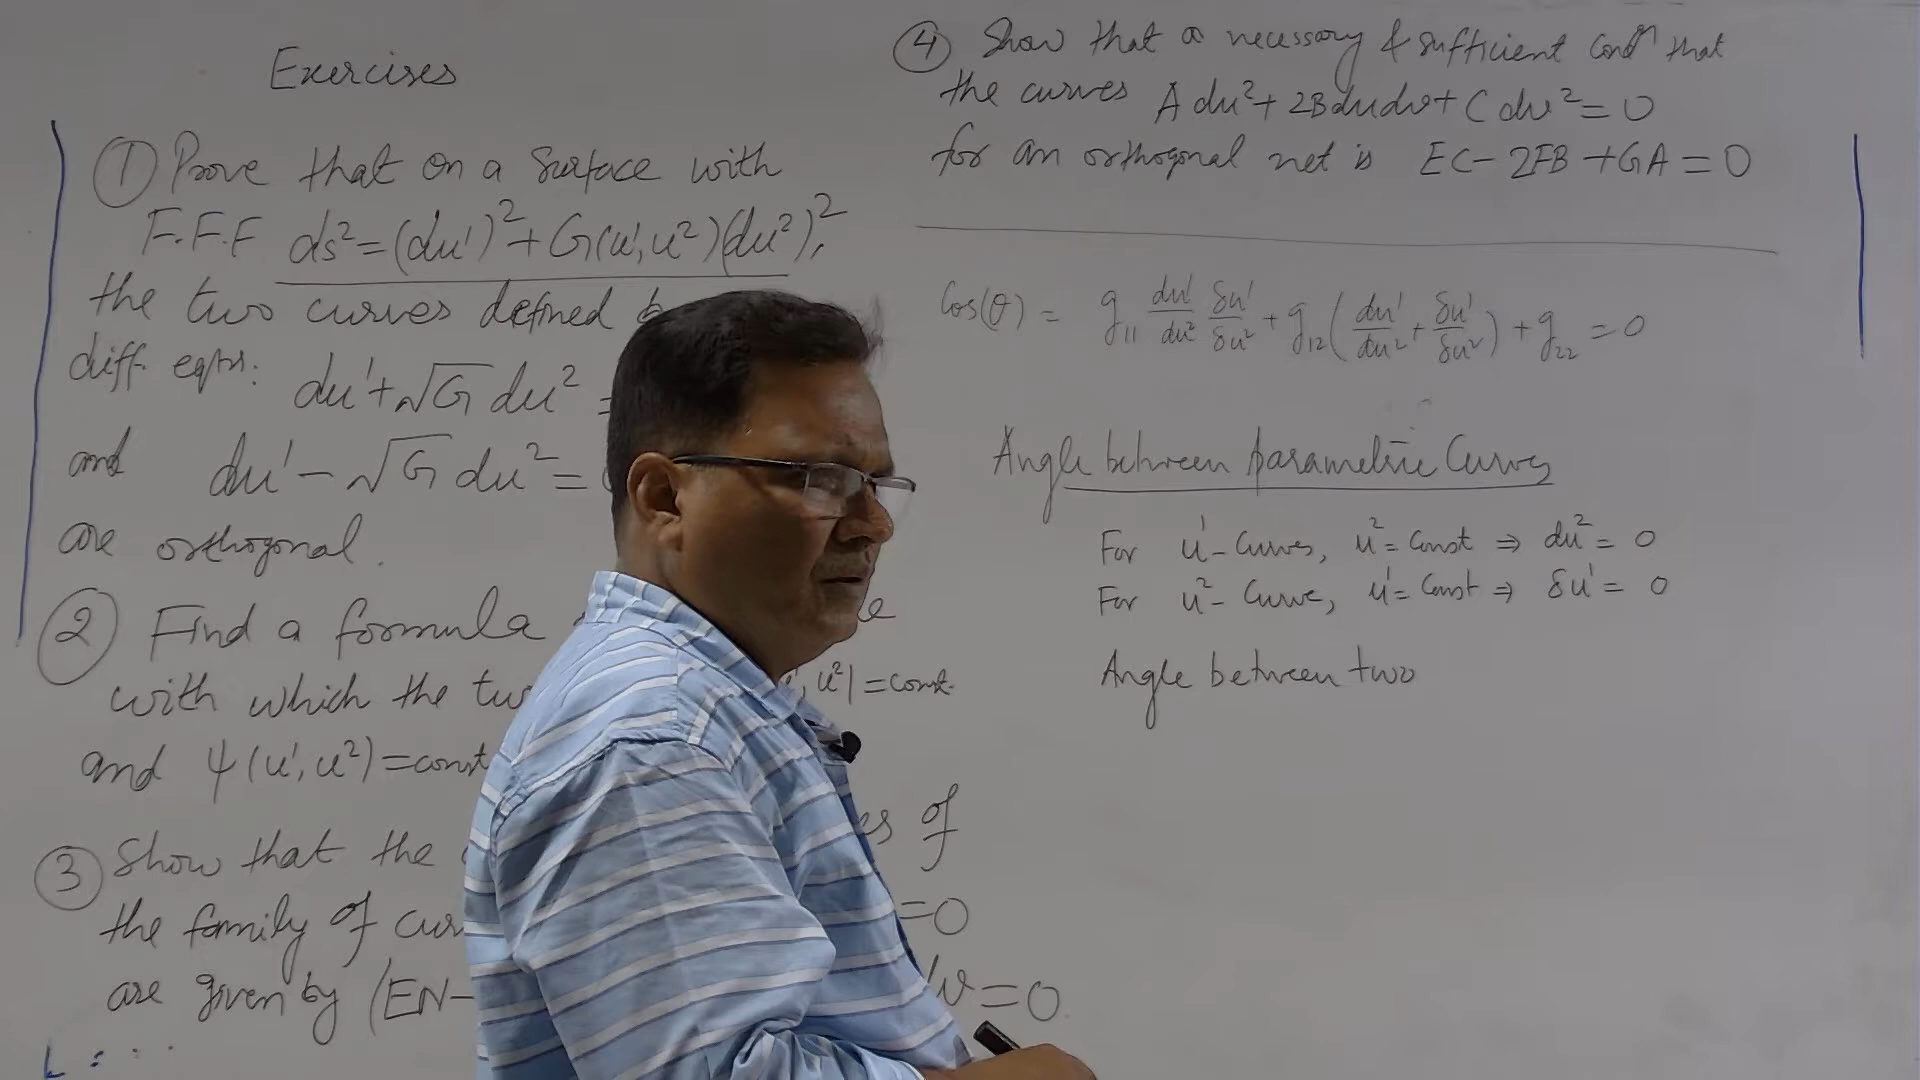 Exercises
① Prove that on a surface with
F.F.F ds² = (du¹)² + G(u¹, u²)(du²)²,
the two curves defined
diff. eqns:
du¹ + √G du² =
and du¹ - √G du² =
are orthogonal.
② Find a formula
with which the , u²) = const.
and ψ(u¹, u²) = const
③ Show that the of
the family of = 0
are given by (EN- = 0
④ Show that a necessary & sufficient condⁿ that
the curves A du² + 2B du dv + C dv² = 0
for an orthogonal net is EC - 2FB + GA = 0
Cos(θ) = g₁₁ du¹/du² δu¹/δu² + g₁₂ (du¹/du² + δu¹/δu²) + g₂₂ = 0
Angle between parametric Curves
For u¹- Curves, u² = Const ⇒ du² = 0
For u²- Curve, u¹ = Const ⇒ δu¹ = 0
Angle between two